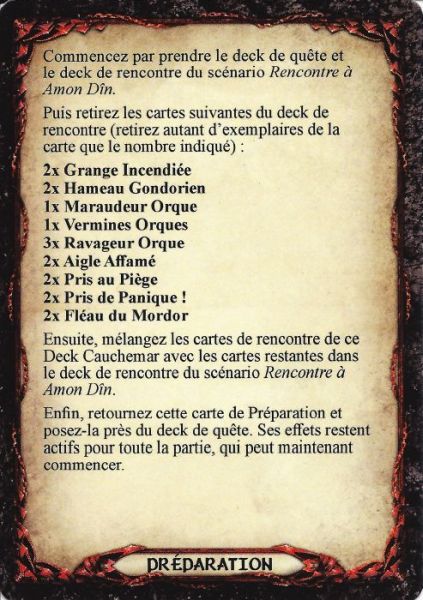 Commencez par prendre le deck de quête et
le deck de rencontre du scénario Rencontre à
Amon Dîn.
Puis retirez les cartes suivantes du deck de
rencontre (retirez autant d'exemplaires de la
carte que le nombre indiqué) :
2x Grange Incendiée
2x Hameau Gondorien
1x Maraudeur Orque
1x Vermines Orques
3x Ravageur Orque
2x Aigle Affamé
2x Pris au Piège
2x Pris de Panique !
2x Fléau du Mordor
Ensuite, mélangez les cartes de rencontre de ce
Deck Cauchemar avec les cartes restantes dans
le deck de rencontre du scénario Rencontre à
Amon Dîn.
Enfin, retournez cette carte de Préparation et
posez-la près du deck de quête. Ses effets restent
actifs pour toute la partie, qui peut maintenant
commencer.
PRÉPARATION